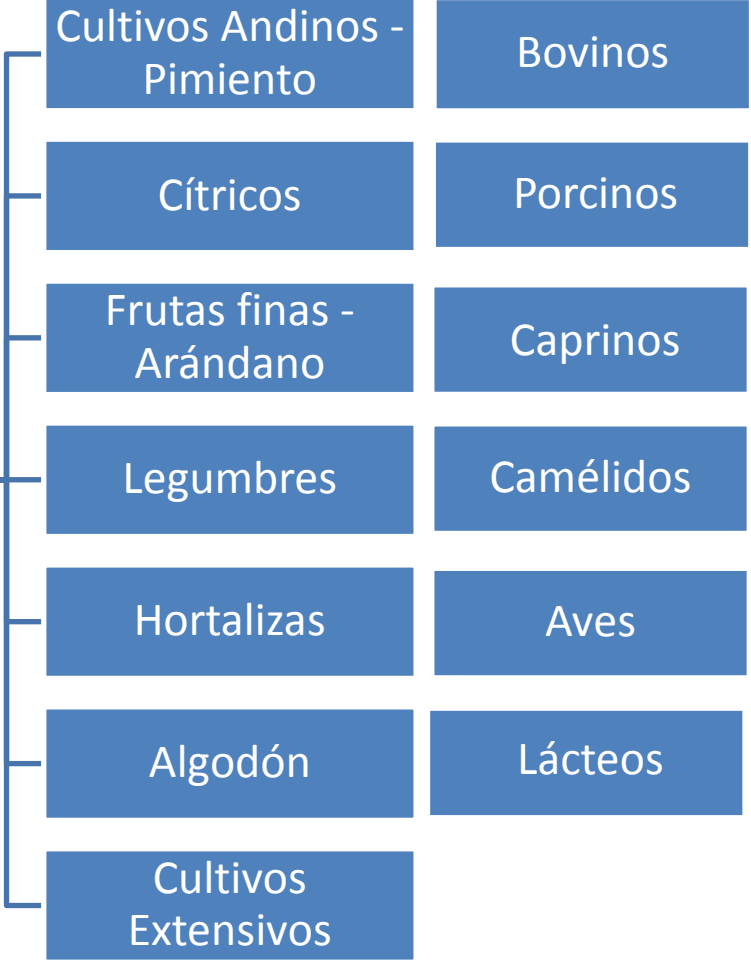 Cultivos Andinos -
Pimiento
Bovinos
Cítricos
Porcinos
Frutas finas -
Arándano
Caprinos
Legumbres
Camélidos
Hortalizas
Aves
Algodón
Lácteos
Cultivos
Extensivos